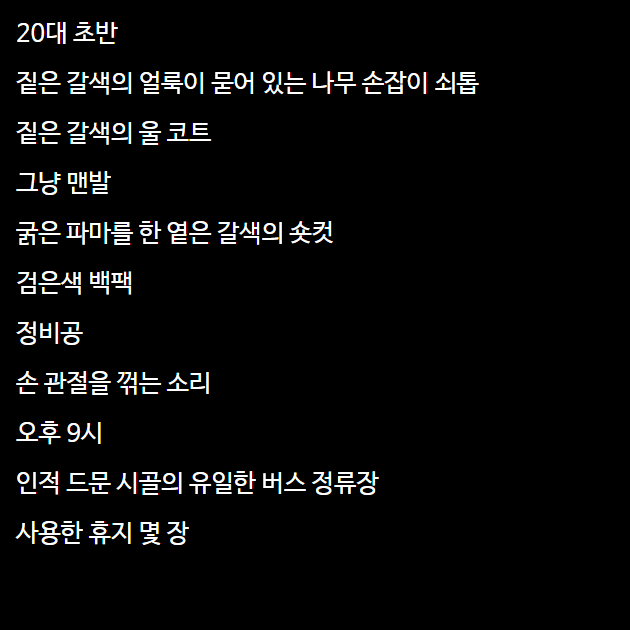 20대 초반
짙은 갈색의 얼룩이 묻어 있는 나무 손잡이 쇠톱
짙은 갈색의 울 코트
그냥 맨발
굵은 파마를 한 옅은 갈색의 숏컷
검은색 백팩
정비공
손 관절을 꺾는 소리
오후 9시
인적 드문 시골의 유일한 버스 정류장
사용한 휴지 몇 장